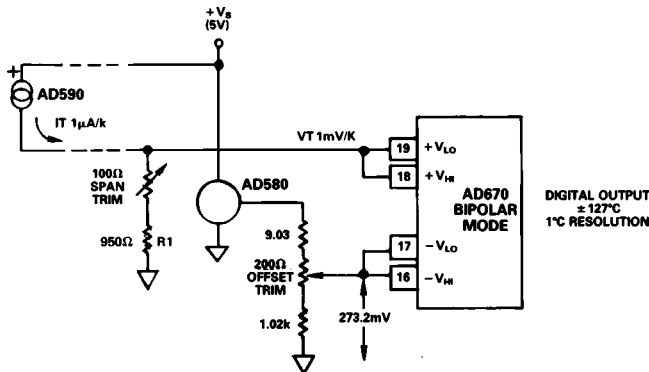 +VS
(5V)
+
AD590
IT 1µA/k
VT 1mV/K
19 +VLO
18 +VHI
100Ω
SPAN
TRIM
AD580
AD670
BIPOLAR
MODE
DIGITAL OUTPUT
± 127°C
1°C RESOLUTION
950Ω R1
9.03
200Ω
OFFSET
TRIM
17 −VLO
16 −VHI
1.02k
273.2mV